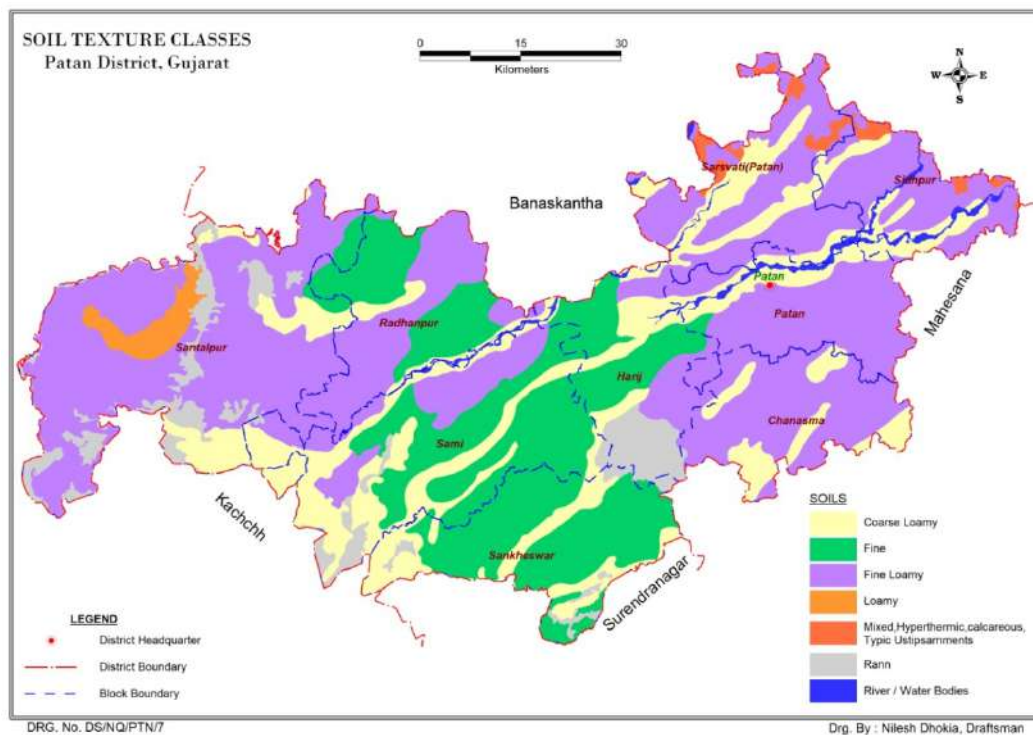 SOIL TEXTURE CLASSES
Patan District, Gujarat
0 15 30
Kilometers
N
W E
S
Banaskantha
Sarsvati(Patan)
Sidhpur
Patan
Patan
Mahesana
Radhanpur
Santalpur
Harij
Chanasma
Sami
Kachchh
Sankheswar
Surendranagar
SOILS
Coarse Loamy
Fine
Fine Loamy
Loamy
Mixed,Hyperthermic,calcareous,
Typic Ustipsamments
Rann
River / Water Bodies
LEGEND
District Headquarter
District Boundary
Block Boundary
DRG. No. DS/NQ/PTN/7
Drg. By : Nilesh Dhokia, Draftsman